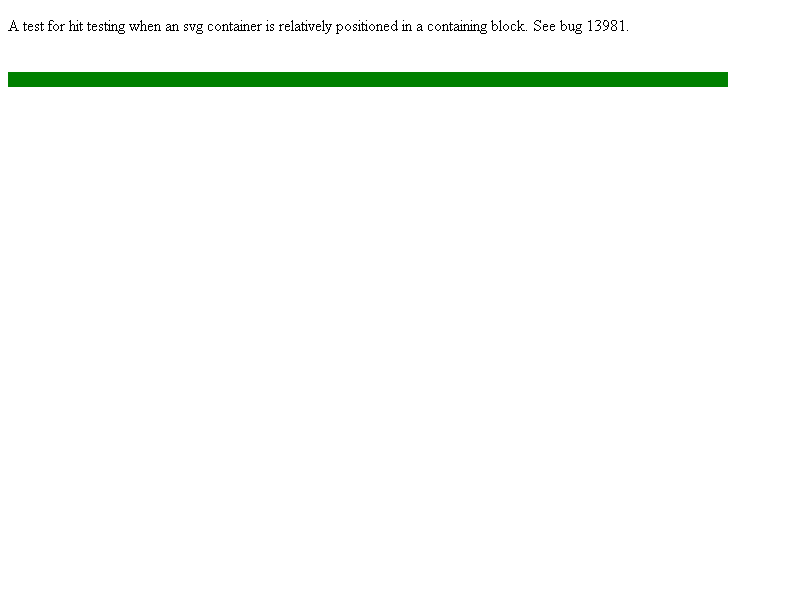 A test for hit testing when an svg container is relatively positioned in a containing block. See bug 13981.